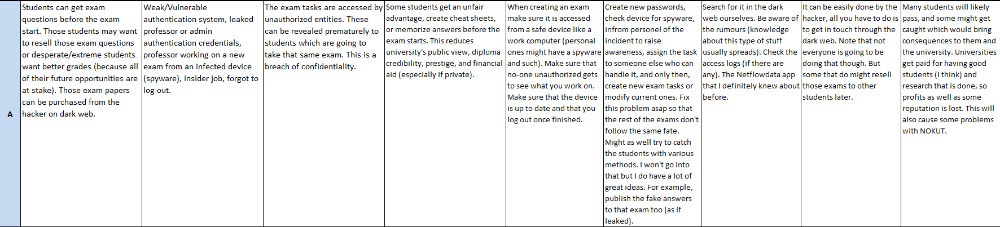 A
Students can get exam
questions before the exam
start. Those students may want
to resell those exam questions
or desperate/extreme students
want better grades (because all
of their future opportunities are
at stake). Those exam papers
can be purchased from the
hacker on dark web.
Weak/Vulnerable
authentication system, leaked
professor or admin
authentication credentials,
professor working on a new
exam from an infected device
(spyware), insider job, forgot to
log out.
The exam tasks are accessed by
unauthorized entities. These
can be revealed prematurely to
students which are going to
take that same exam. This is a
breach of confidentiality.
Some students get an unfair
advantage, create cheat sheets,
or memorize answers before the
exam starts. This reduces
university's public view, diploma
credibility, prestige, and financial
aid (especially if private).
When creating an exam
make sure it is accessed
from a safe device like a
work computer (personal
ones might have a spyware
and such). Make sure that
no-one unauthorized gets
to see what you work on.
Make sure that the device
is up to date and that you
log out once finished.
Create new passwords,
check device for spyware,
infrom personel of the
incident to raise
awareness, assign the task
to someone else who can
handle it, and only then,
create new exam tasks or
modify current ones. Fix
this problem asap so that
the rest of the exams don't
follow the same fate.
Might as well try to catch
the students with various
methods. I won't go into
that but I do have a lot of
great ideas. For example,
publish the fake answers
to that exam too (as if
leaked).
Search for it in the dark
web ourselves. Be aware of
the rumours (knowledge
about this type of stuff
usually spreads). Check the
access logs (if there are
any). The Netflowdata app
that I definitely knew about
before.
It can be easily done by the
hacker, all you have to do is
to get in touch through the
dark web. Note that not
everyone is going to be
doing that though. But
some that do might resell
those exams to other
students later.
Many students will likely
pass, and some might get
caught which would bring
consequences to them and
the university. Universities
get paid for having good
students (I think) and
research that is done, so
profits as well as some
reputation is lost. This will
also cause some problems
with NOKUT.